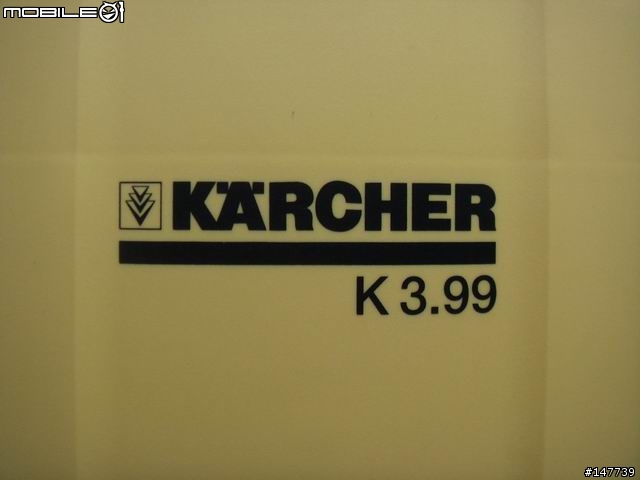 MOBILE01
KÄRCHER
K 3.99
#147739